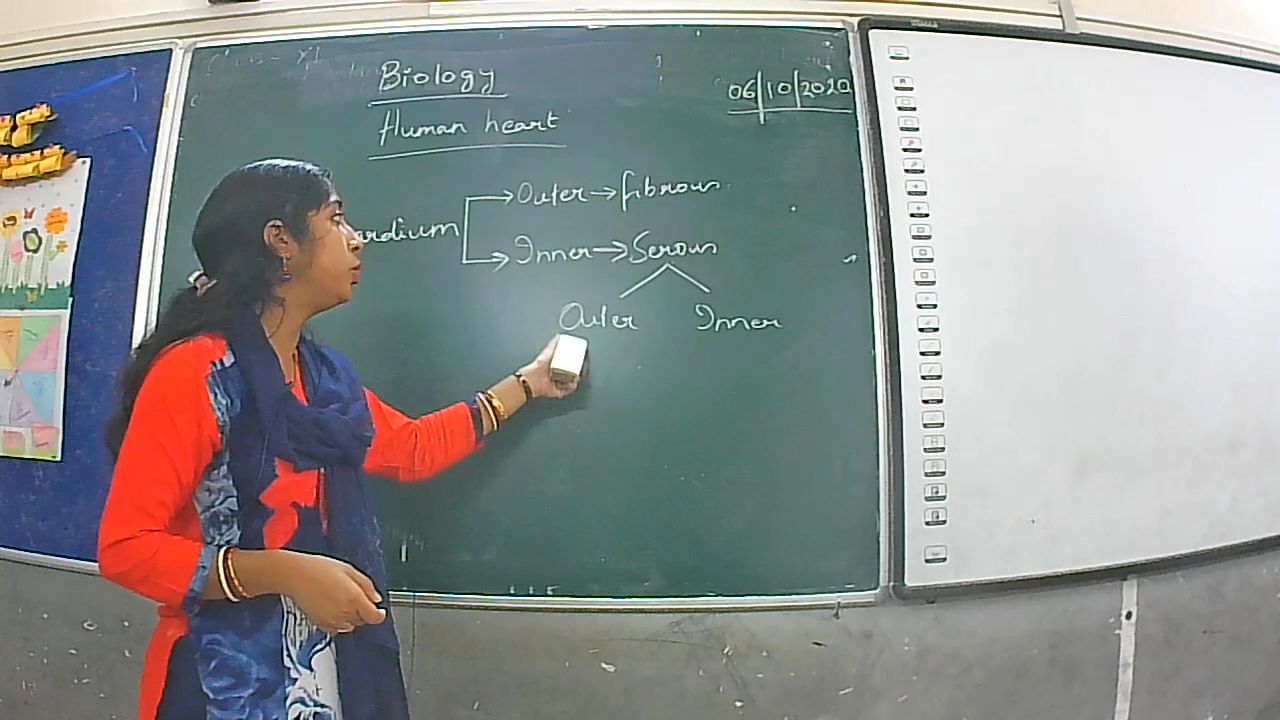 Biology
06/10/2020
Human heart
ardium
Outer → fibrous
Inner → Serous
Outer Inner